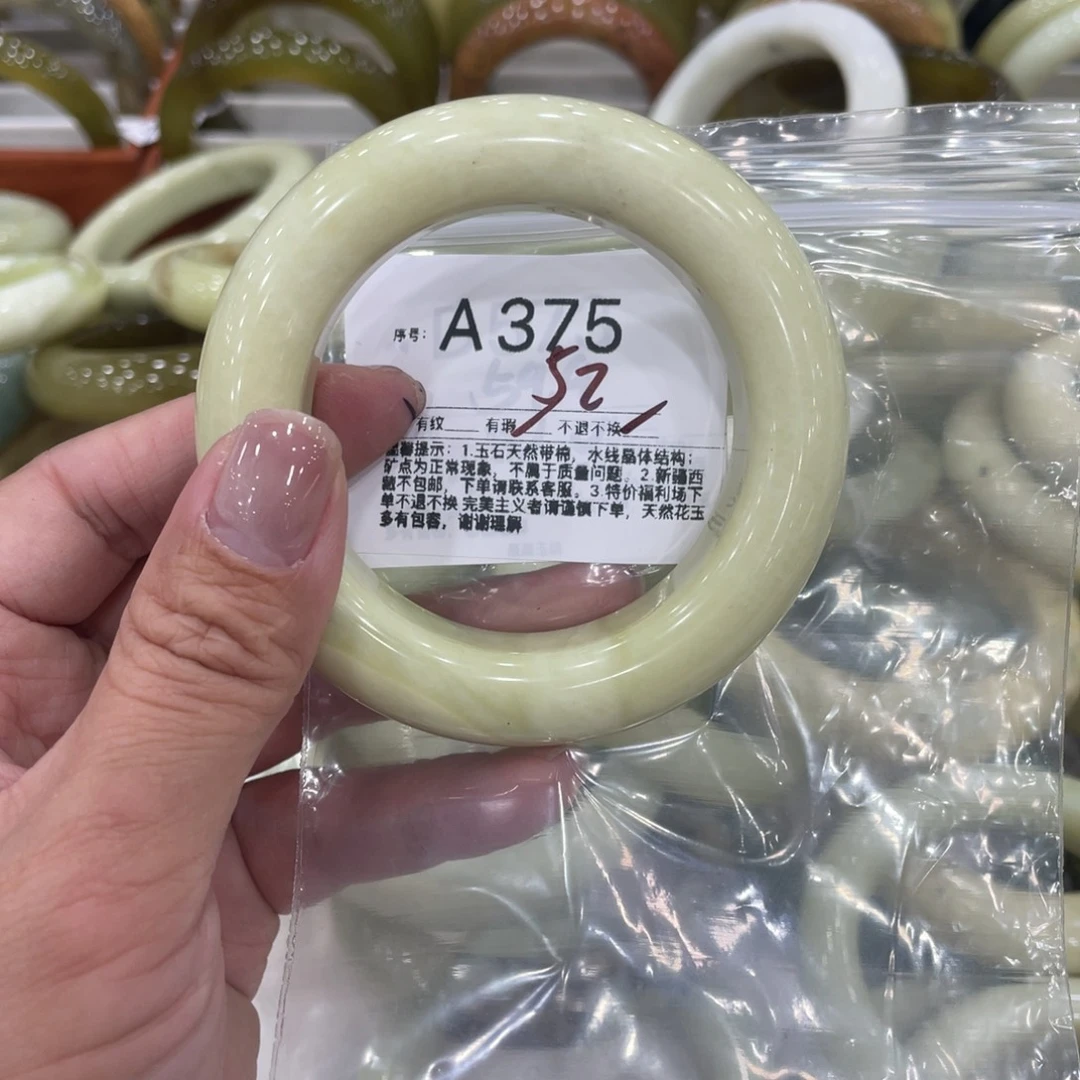 序号: A375
52
有纹 有瑕 不退不换
温馨提示: 1.玉石天然带棉, 水线晶体结构;
矿点为正常现象, 不属于质量问题。2.新疆西
藏不包邮, 下单请联系客服。3.特价福利场下
单不退不换 完美主义者请谨慎下单, 天然花玉
多有包容, 谢谢理解